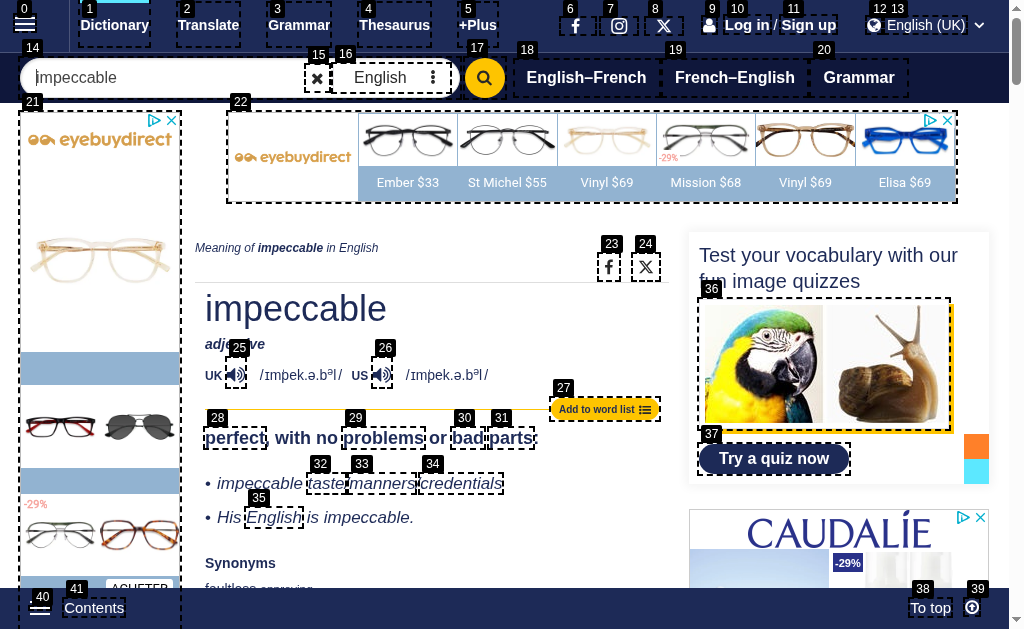 Dictionary
Translate
Grammar
Thesaurus
+Plus
Log in / Sign up
English (UK)
impeccable
English
English–French
French–English
Grammar
eyebuydirect
eyebuydirect
Ember $33
St Michel $55
Vinyl $69
-29%
Mission $68
Vinyl $69
Elisa $69
Meaning of impeccable in English
impeccable
adjective
UK /ɪmˈpek.ə.bəl/ US /ɪmˈpek.ə.bəl/
Add to word list
perfect, with no problems or bad parts:
• impeccable taste/manners/credentials
• His English is impeccable.
Synonyms
faultless approving
Test your vocabulary with our
fun image quizzes
Try a quiz now
-29%
ACHETER
CAUDALÍE
-29%
Contents
To top
0
1
2
3
4
5
6
7
8
9
10
11
12
13
14
15
16
17
18
19
20
21
22
23
24
25
26
27
28
29
30
31
32
33
34
35
36
37
38
39
40
41